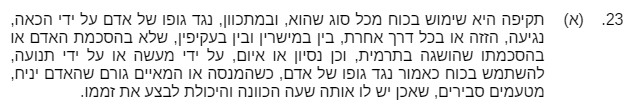 23. (א) תקיפה היא שימוש בכוח מכל סוג שהוא, ובמתכוון, נגד גופו של אדם על ידי הכאה,
נגיעה, הזזה או בכל דרך אחרת, בין במישרין ובין בעקיפין, שלא בהסכמת האדם או
בהסכמתו שהושגה בתרמית, וכן נסיון או איום, על ידי מעשה או על ידי תנועה,
להשתמש בכוח כאמור נגד גופו של אדם, כשהמנסה או המאיים גורם שהאדם יניח,
מטעמים סבירים, שאכן יש לו אותה שעה הכוונה והיכולת לבצע את זממו.